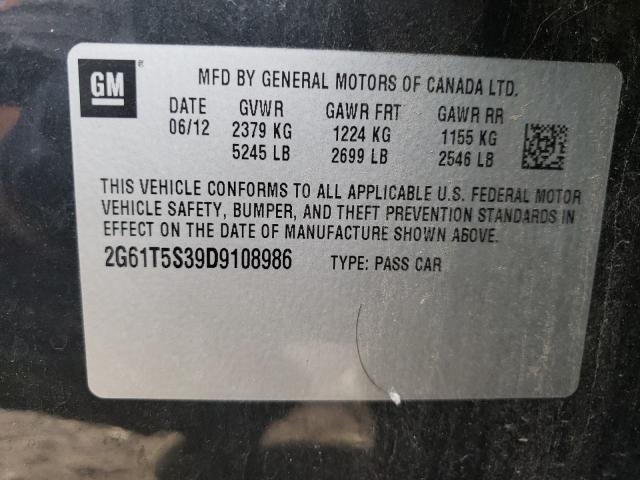 GM ®
MFD BY GENERAL MOTORS OF CANADA LTD.
DATE GVWR GAWR FRT GAWR RR
06/12 2379 KG 1224 KG 1155 KG
5245 LB 2699 LB 2546 LB
THIS VEHICLE CONFORMS TO ALL APPLICABLE U.S. FEDERAL MOTOR
VEHICLE SAFETY, BUMPER, AND THEFT PREVENTION STANDARDS IN
EFFECT ON THE DATE OF MANUFACTURE SHOWN ABOVE.
2G61T5S39D9108986 TYPE: PASS CAR